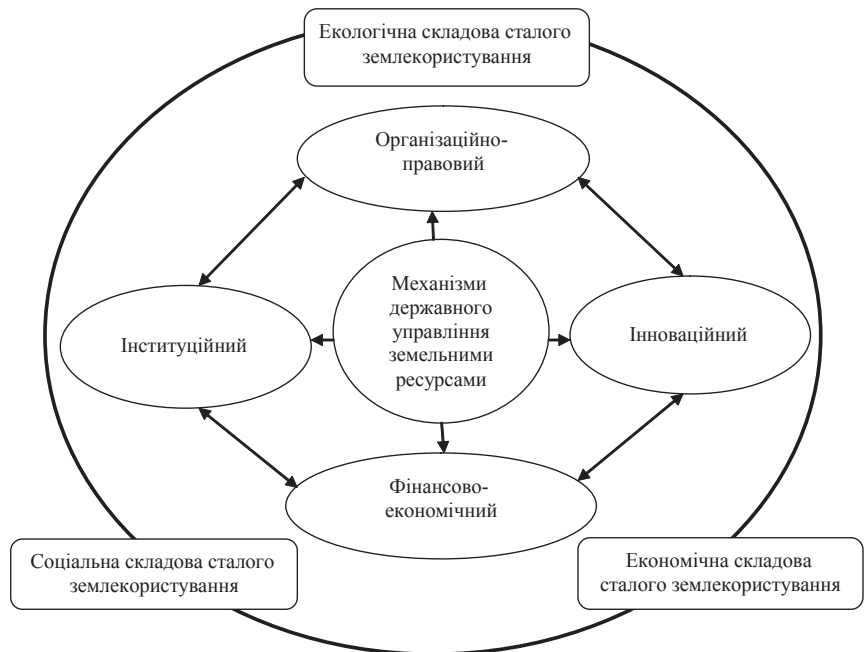 Екологічна складова сталого
землекористування
Організаційно-
правовий
Механізми
державного
управління
земельними
ресурсами
Інституційний
Інноваційний
Фінансово-
економічний
Соціальна складова сталого
землекористування
Економічна складова
сталого землекористування